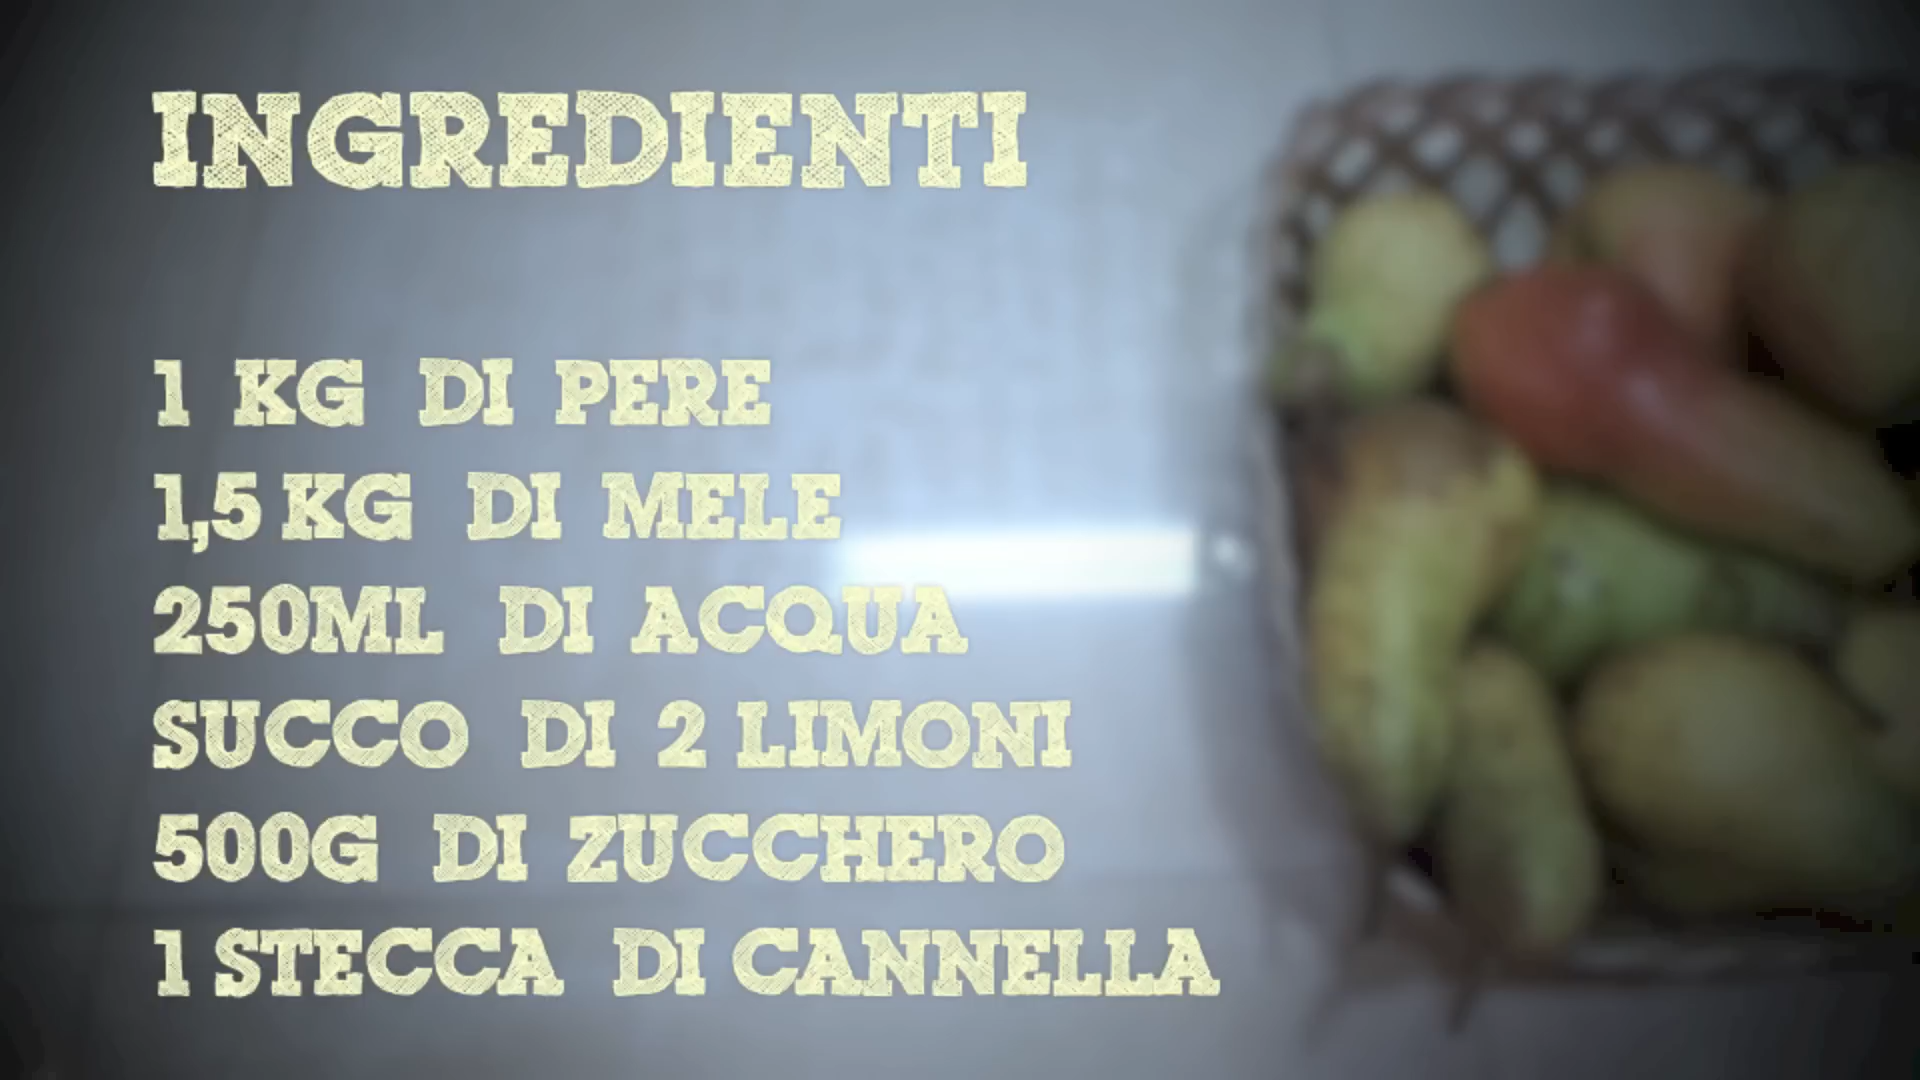 INGREDIENTI
1 KG DI PERE
1,5 KG DI MELE
250ML DI ACQUA
SUCCO DI 2 LIMONI
500G DI ZUCCHERO
1 STECCA DI CANNELLA